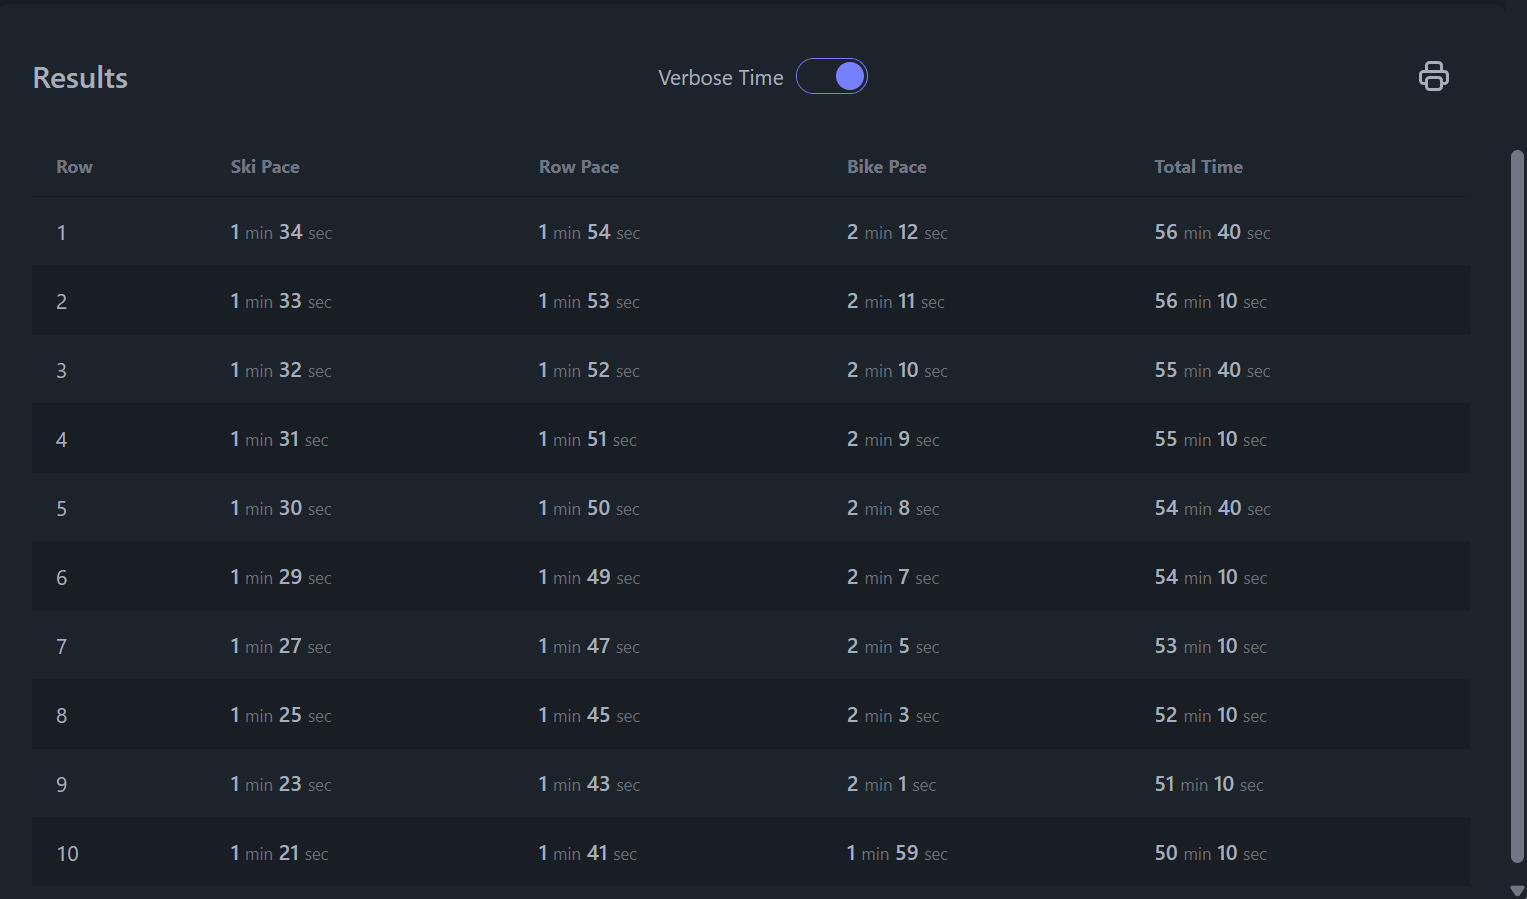 Results
Verbose Time
Row Ski Pace Row Pace Bike Pace Total Time
1 1 min 34 sec 1 min 54 sec 2 min 12 sec 56 min 40 sec
2 1 min 33 sec 1 min 53 sec 2 min 11 sec 56 min 10 sec
3 1 min 32 sec 1 min 52 sec 2 min 10 sec 55 min 40 sec
4 1 min 31 sec 1 min 51 sec 2 min 9 sec 55 min 10 sec
5 1 min 30 sec 1 min 50 sec 2 min 8 sec 54 min 40 sec
6 1 min 29 sec 1 min 49 sec 2 min 7 sec 54 min 10 sec
7 1 min 27 sec 1 min 47 sec 2 min 5 sec 53 min 10 sec
8 1 min 25 sec 1 min 45 sec 2 min 3 sec 52 min 10 sec
9 1 min 23 sec 1 min 43 sec 2 min 1 sec 51 min 10 sec
10 1 min 21 sec 1 min 41 sec 1 min 59 sec 50 min 10 sec